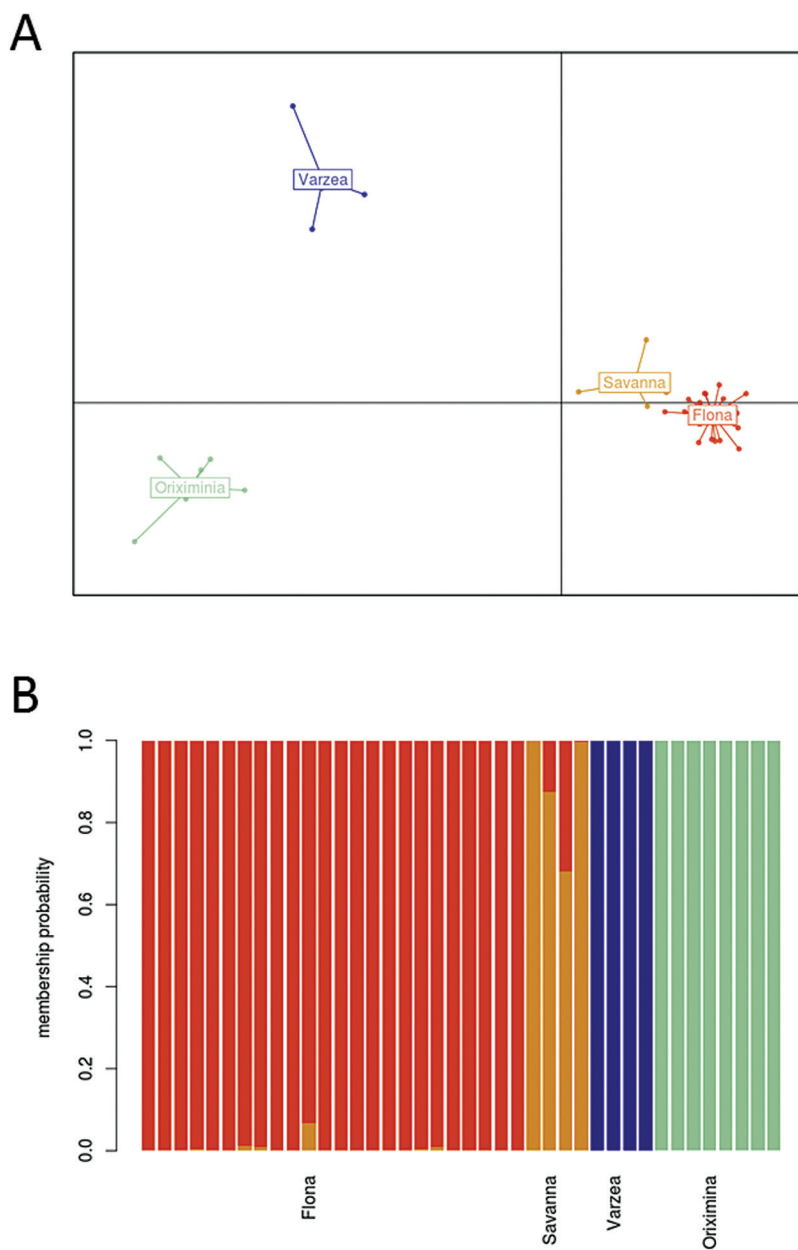 A
Varzea
Savanna
Flona
Oriximinia
B
1.0
0.8
0.6
0.4
0.2
0.0
membership probability
Flona
Savanna
Varzea
Oriximina